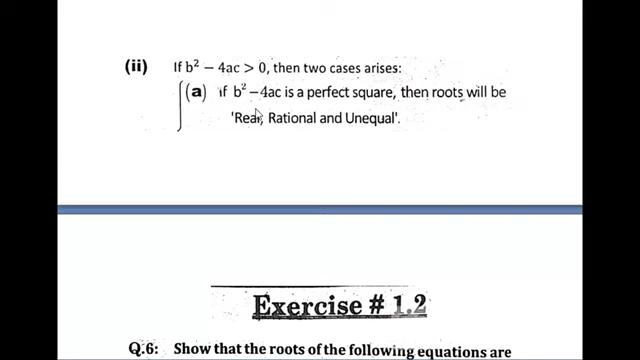 (ii) If b² – 4ac > 0, then two cases arises:
(a) if b² – 4ac is a perfect square, then roots will be
'Real, Rational and Unequal'.
Exercise # 1.2
Q.6: Show that the roots of the following equations are